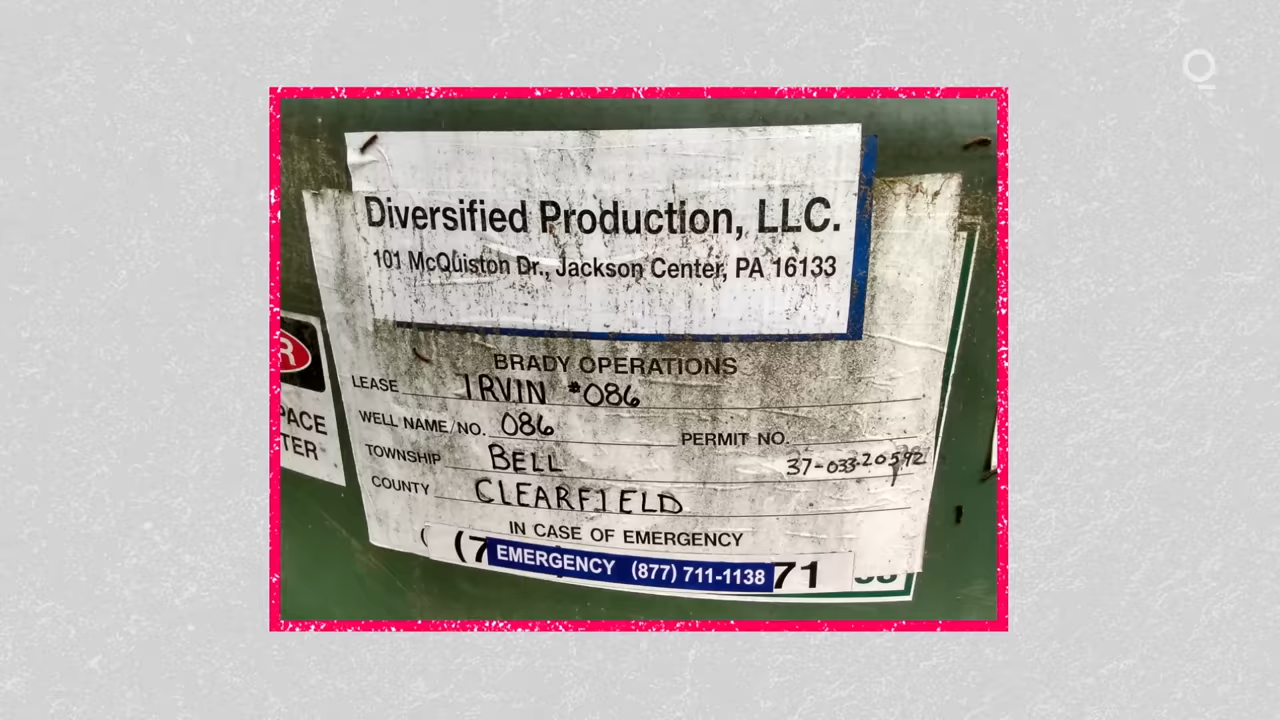 Diversified Production, LLC.
101 McQuiston Dr., Jackson Center, PA 16133
BRADY OPERATIONS
LEASE IRVIN #086
WELL NAME/NO. 086 PERMIT NO.
37-033-20592
TOWNSHIP BELL
COUNTY CLEARFIELD
IN CASE OF EMERGENCY
(7 EMERGENCY (877) 711-1138 71
R
PACE
TER